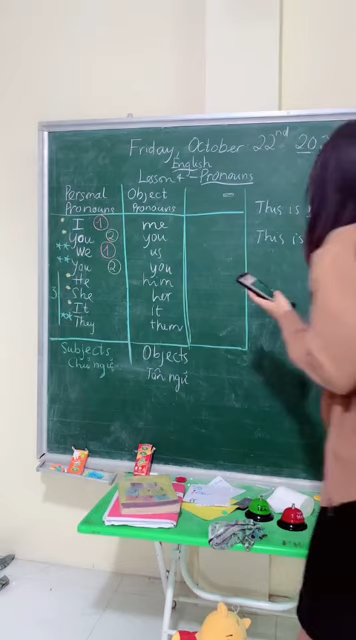 Friday, October 22nd 20
English
Lesson 4 - Pronouns
Personal Pronouns
Object Pronouns
* I ① me
* You ② you
** We ① us
** You ② you
* He him
3 * She her
* It it
** They them
Subjects
Chủ ngữ
Objects
Tân ngữ
This is
This is